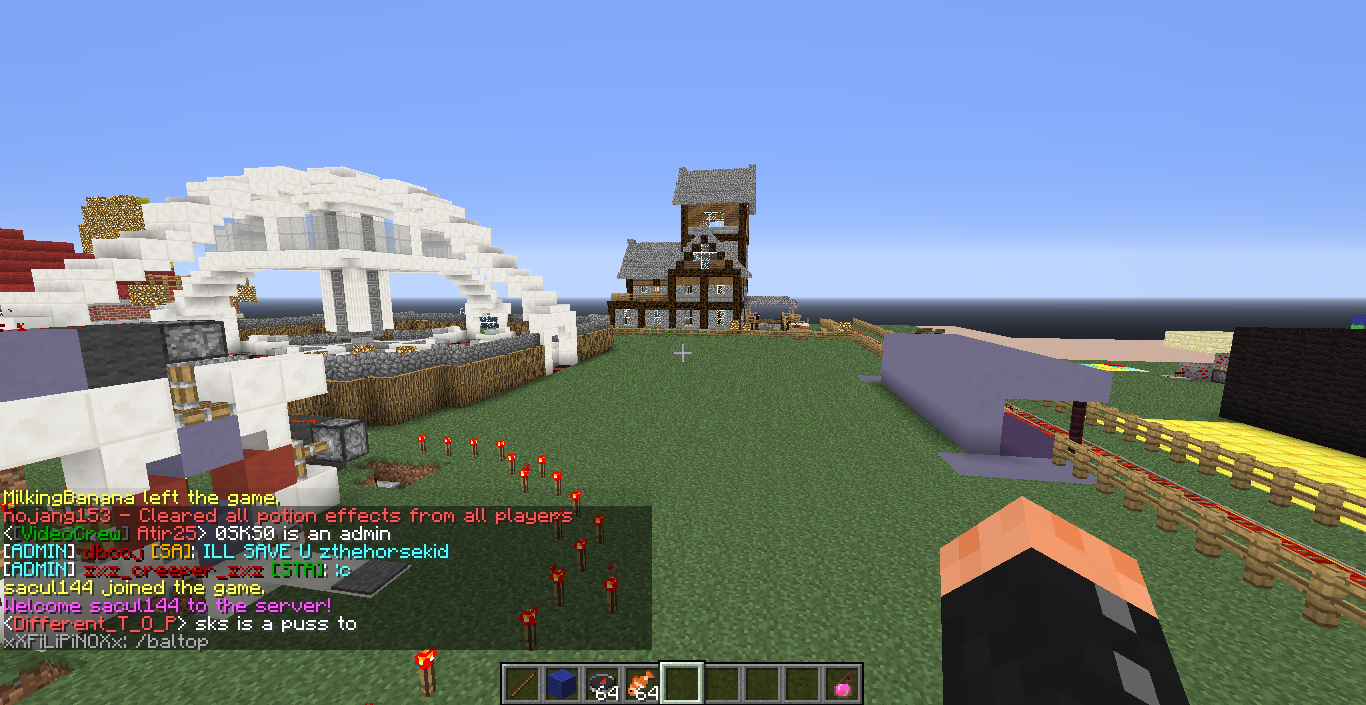 MilkingBanana left the game.
nojang153 - Cleared all potion effects from all players
<[VideoCrew] Atir25> OSK50 is an admin
[ADMIN] dbooj [SA]: ILL SAVE U zthehorsekid
[ADMIN] zxz_creeper_zxz [STA]: ;c
sacul144 joined the game.
Welcome sacul144 to the server!
<Different_T_O_P> sks is a puss to
xXFjLiPiNOXx: /baltop
64 64